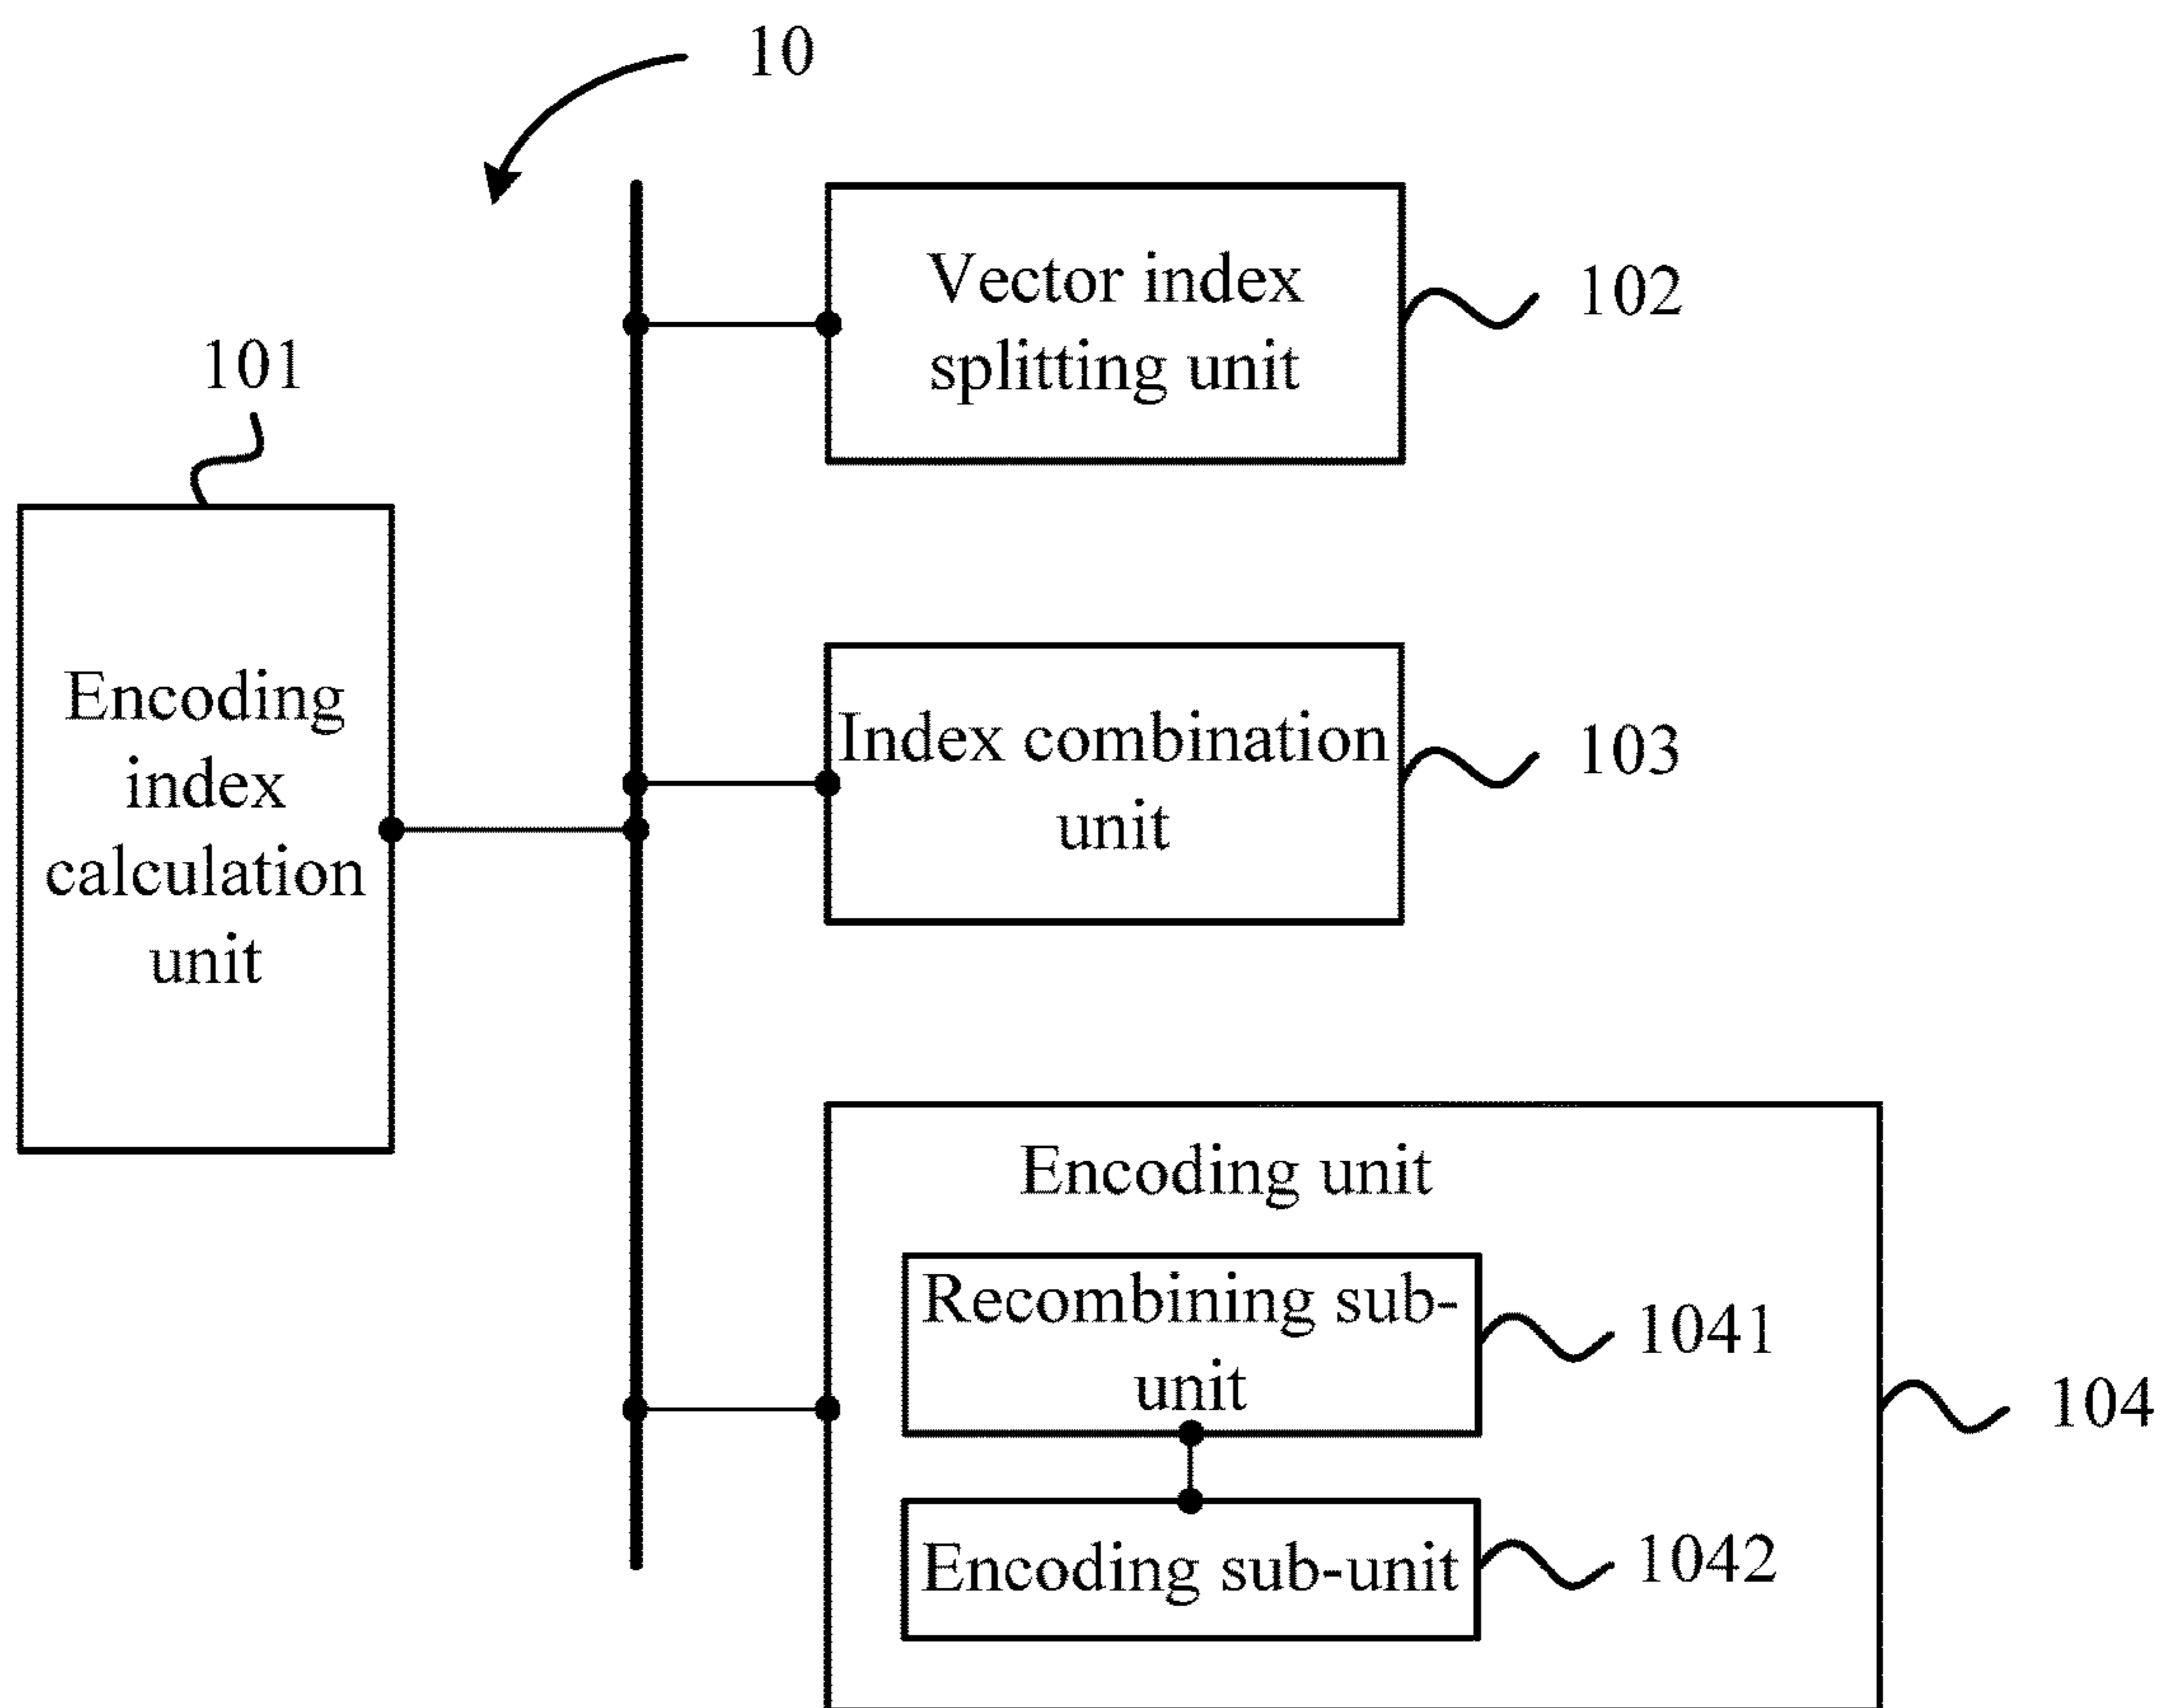 10
101
Vector index
splitting unit
102
Encoding
index
calculation
unit
Index combination
unit
103
Encoding unit
Recombining sub-
unit
1041
Encoding sub-unit
1042
104